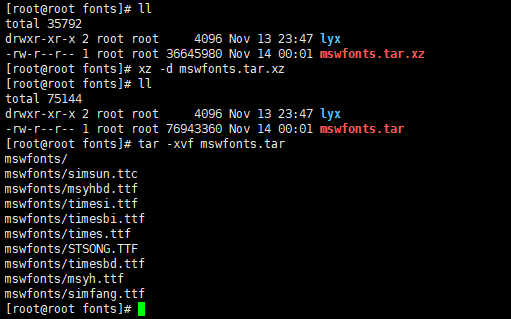 [root@root fonts]# ll
total 35792
drwxr-xr-x 2 root root     4096 Nov 13 23:47 lyx
-rw-r--r-- 1 root root 36645980 Nov 14 00:01 mswfonts.tar.xz
[root@root fonts]# xz -d mswfonts.tar.xz
[root@root fonts]# ll
total 75144
drwxr-xr-x 2 root root     4096 Nov 13 23:47 lyx
-rw-r--r-- 1 root root 76943360 Nov 14 00:01 mswfonts.tar
[root@root fonts]# tar -xvf mswfonts.tar
mswfonts/
mswfonts/simsun.ttc
mswfonts/msyhbd.ttf
mswfonts/timesi.ttf
mswfonts/timesbi.ttf
mswfonts/times.ttf
mswfonts/STSONG.TTF
mswfonts/timesbd.ttf
mswfonts/msyh.ttf
mswfonts/simfang.ttf
[root@root fonts]#